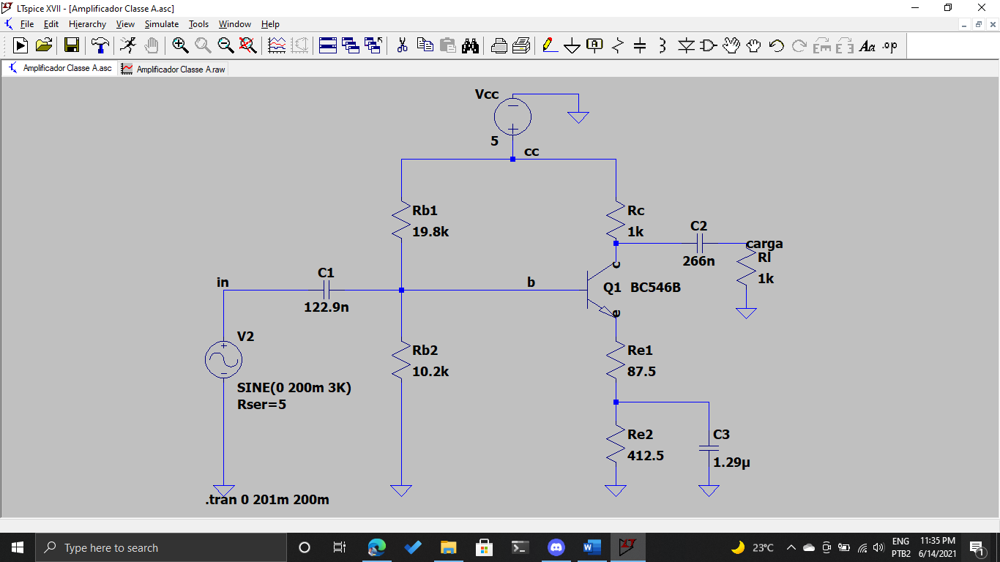 LTspice XVII - [Amplificador Classe A.asc]
File Edit Hierarchy View Simulate Tools Window Help
Aa .op
Amplificador Classe A.asc
Amplificador Classe A.raw
Vcc
5
cc
Rb1
19.8k
Rc
1k
C2
266n
carga
Rl
1k
in
C1
122.9n
b
c
Q1 BC546B
e
V2
SINE(0 200m 3K)
Rser=5
Rb2
10.2k
Re1
87.5
Re2
412.5
C3
1.29µ
.tran 0 201m 200m
Type here to search
23°C
ENG
PTB2
11:35 PM
6/14/2021
1